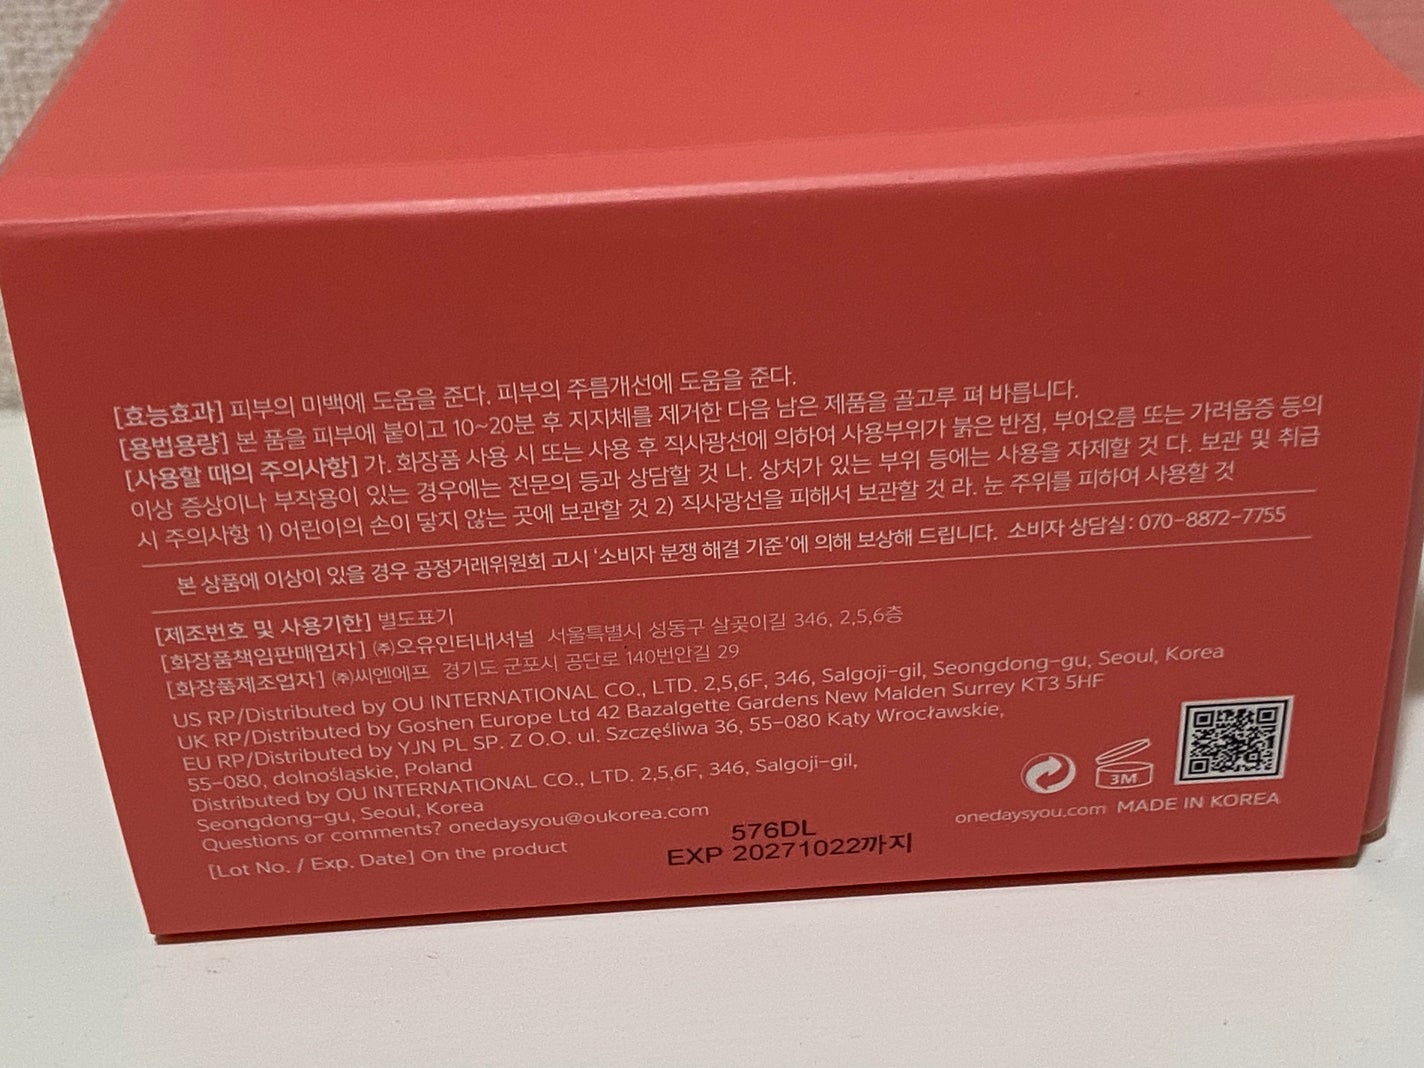 [효능효과] 피부의 미백에 도움을 준다. 피부의 주름개선에 도움을 준다.
[용법용량] 본 품을 피부에 붙이고 10~20분 후 지지체를 제거한 다음 남은 제품을 골고루 펴 바릅니다.
[사용할 때의 주의사항] 가. 화장품 사용 시 또는 사용 후 직사광선에 의하여 사용부위가 붉은 반점, 부어오름 또는 가려움증 등의
이상 증상이나 부작용이 있는 경우에는 전문의 등과 상담할 것 나. 상처가 있는 부위 등에는 사용을 자제할 것 다. 보관 및 취급
시 주의사항 1) 어린이의 손이 닿지 않는 곳에 보관할 것 2) 직사광선을 피해서 보관할 것 라. 눈 주위를 피하여 사용할 것
본 상품에 이상이 있을 경우 공정거래위원회 고시 '소비자 분쟁 해결 기준'에 의해 보상해 드립니다. 소비자 상담실: 070-8872-7755
[제조번호 및 사용기한] 별도표기
[화장품책임판매업자] ㈜오유인터내셔널 서울특별시 성동구 살곶이길 346, 2,5,6층
[화장품제조업자] ㈜씨엔에프 경기도 군포시 공단로 140번안길 29
US RP/Distributed by OU INTERNATIONAL CO., LTD. 2,5,6F, 346, Salgoji-gil, Seongdong-gu, Seoul, Korea
UK RP/Distributed by Goshen Europe Ltd 42 Bazalgette Gardens New Malden Surrey KT3 5HF
EU RP/Distributed by YJN PL SP. Z O.O. ul. Szczęśliwa 36, 55-080 Kąty Wrocławskie,
55-080, dolnośląskie, Poland
Distributed by OU INTERNATIONAL CO., LTD. 2,5,6F, 346, Salgoji-gil,
Seongdong-gu, Seoul, Korea
Questions or comments? onedaysyou@oukorea.com
[Lot No. / Exp. Date] On the product
576DL
EXP 20271022까지
3M
onedaysyou.com MADE IN KOREA